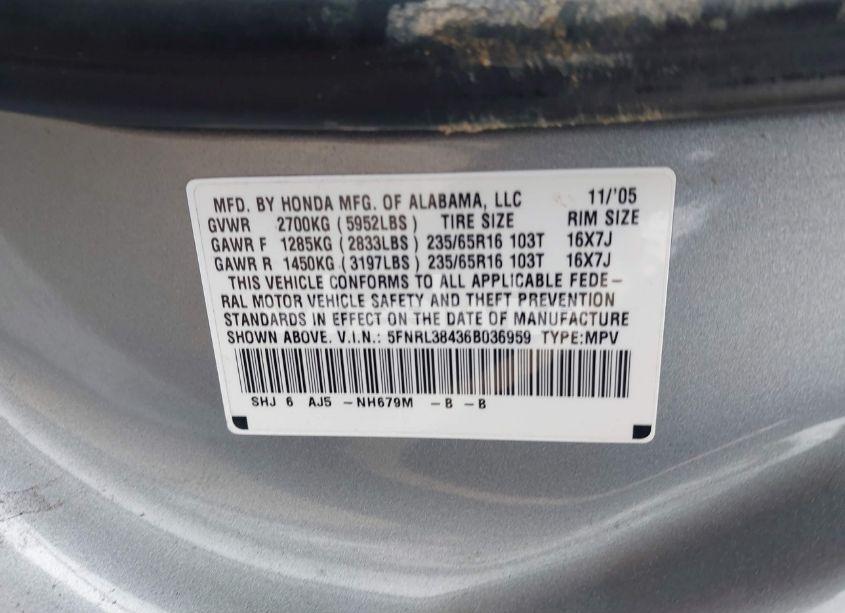 MFD. BY HONDA MFG. OF ALABAMA, LLC 11/'05
GVWR 2700KG (5952LBS) TIRE SIZE RIM SIZE
GAWR F 1285KG (2833LBS) 235/65R16 103T 16X7J
GAWR R 1450KG (3197LBS) 235/65R16 103T 16X7J
THIS VEHICLE CONFORMS TO ALL APPLICABLE FEDE-
RAL MOTOR VEHICLE SAFETY AND THEFT PREVENTION
STANDARDS IN EFFECT ON THE DATE OF MANUFACTURE
SHOWN ABOVE. V.I.N.: 5FNRL38436B036959 TYPE:MPV
SHJ 6 AJ5 -NH679M -B -B